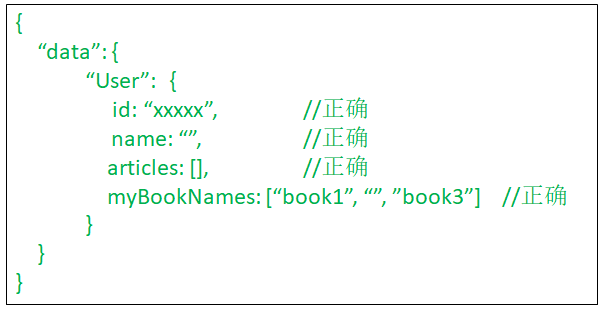 {
“data”: {
“User”: {
id: “xxxxx”, //正确
name: “”, //正确
articles: [], //正确
myBookNames: [“book1”, “”, ”book3”] //正确
}
}
}